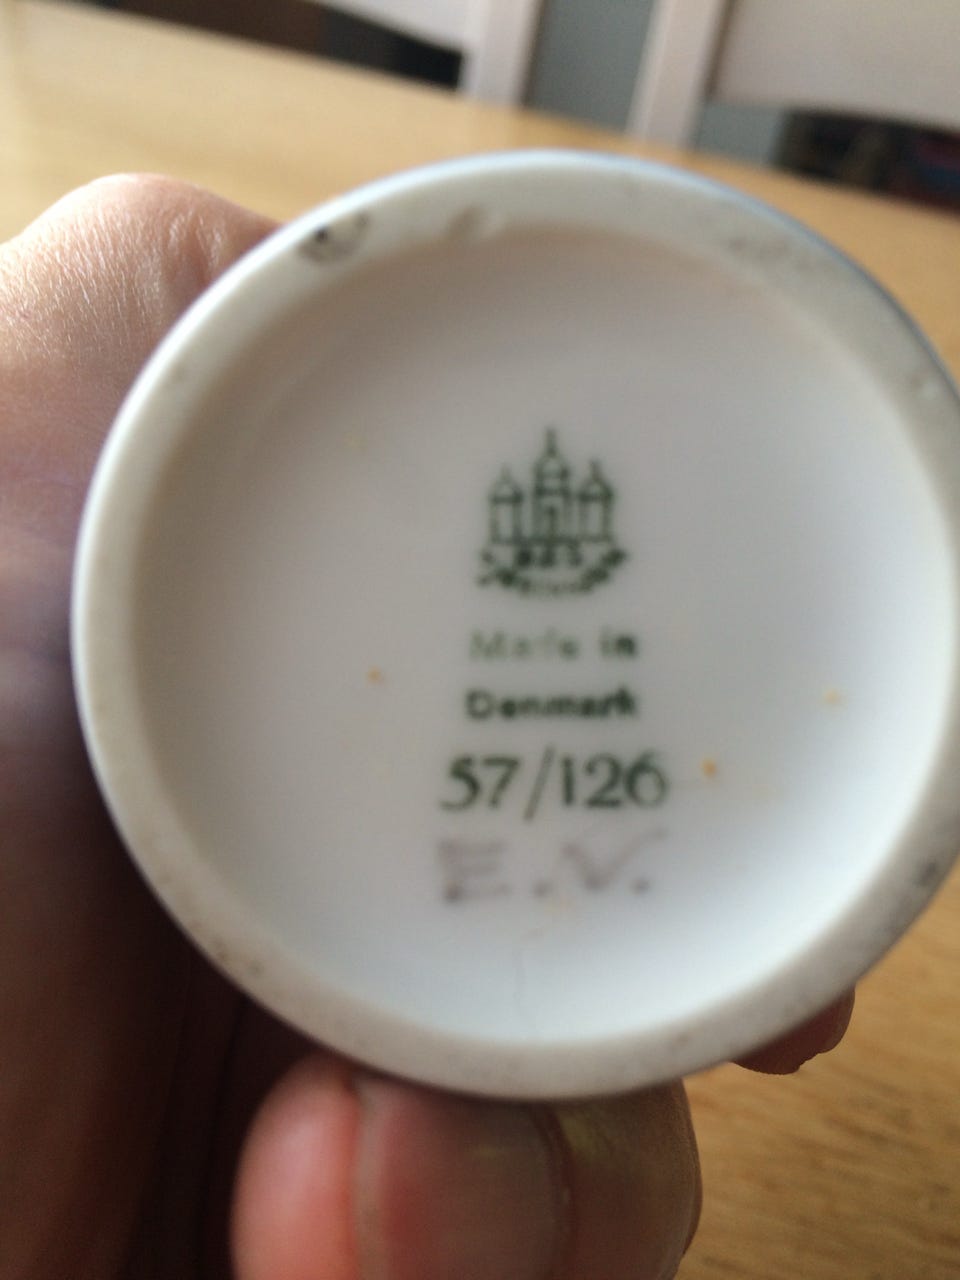 B&G
Made in
Denmark
57/126
E.V.